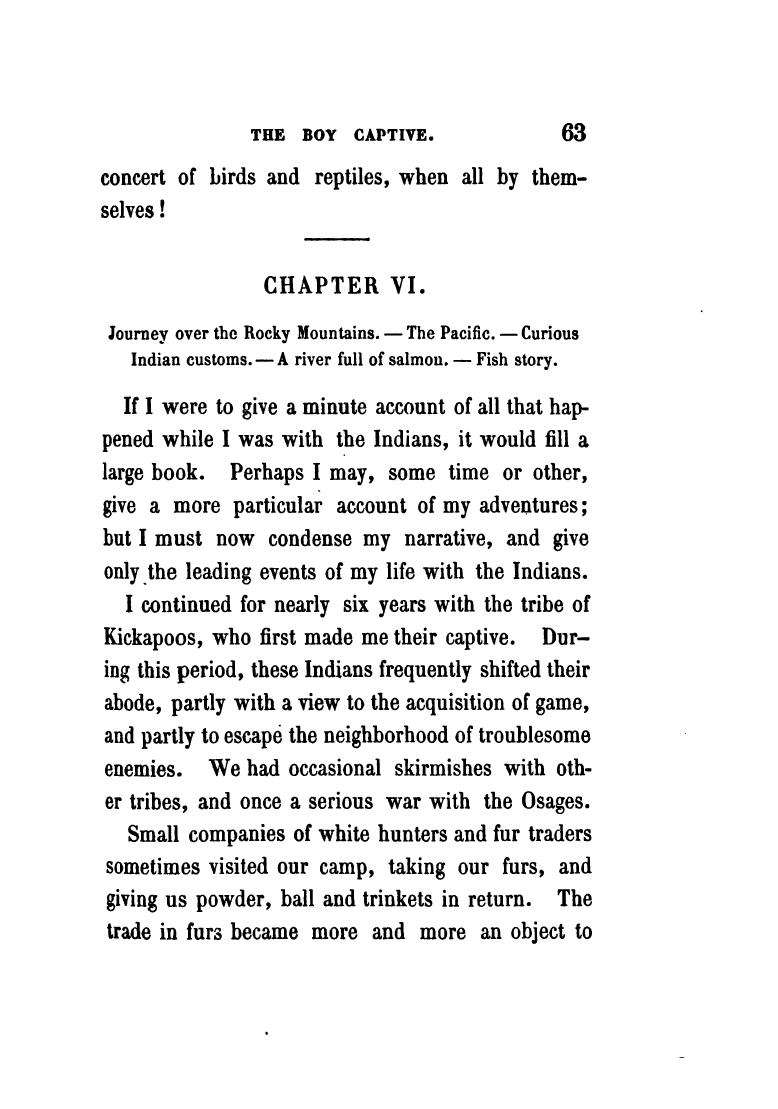 THE BOY CAPTIVE. 63
concert of birds and reptiles, when all by them-
selves!
CHAPTER VI.
Journey over the Rocky Mountains. — The Pacific. — Curious
Indian customs. — A river full of salmon. — Fish story.
If I were to give a minute account of all that hap-
pened while I was with the Indians, it would fill a
large book. Perhaps I may, some time or other,
give a more particular account of my adventures;
but I must now condense my narrative, and give
only the leading events of my life with the Indians.
I continued for nearly six years with the tribe of
Kickapoos, who first made me their captive. Dur-
ing this period, these Indians frequently shifted their
abode, partly with a view to the acquisition of game,
and partly to escape the neighborhood of troublesome
enemies. We had occasional skirmishes with oth-
er tribes, and once a serious war with the Osages.
Small companies of white hunters and fur traders
sometimes visited our camp, taking our furs, and
giving us powder, ball and trinkets in return. The
trade in furs became more and more an object to